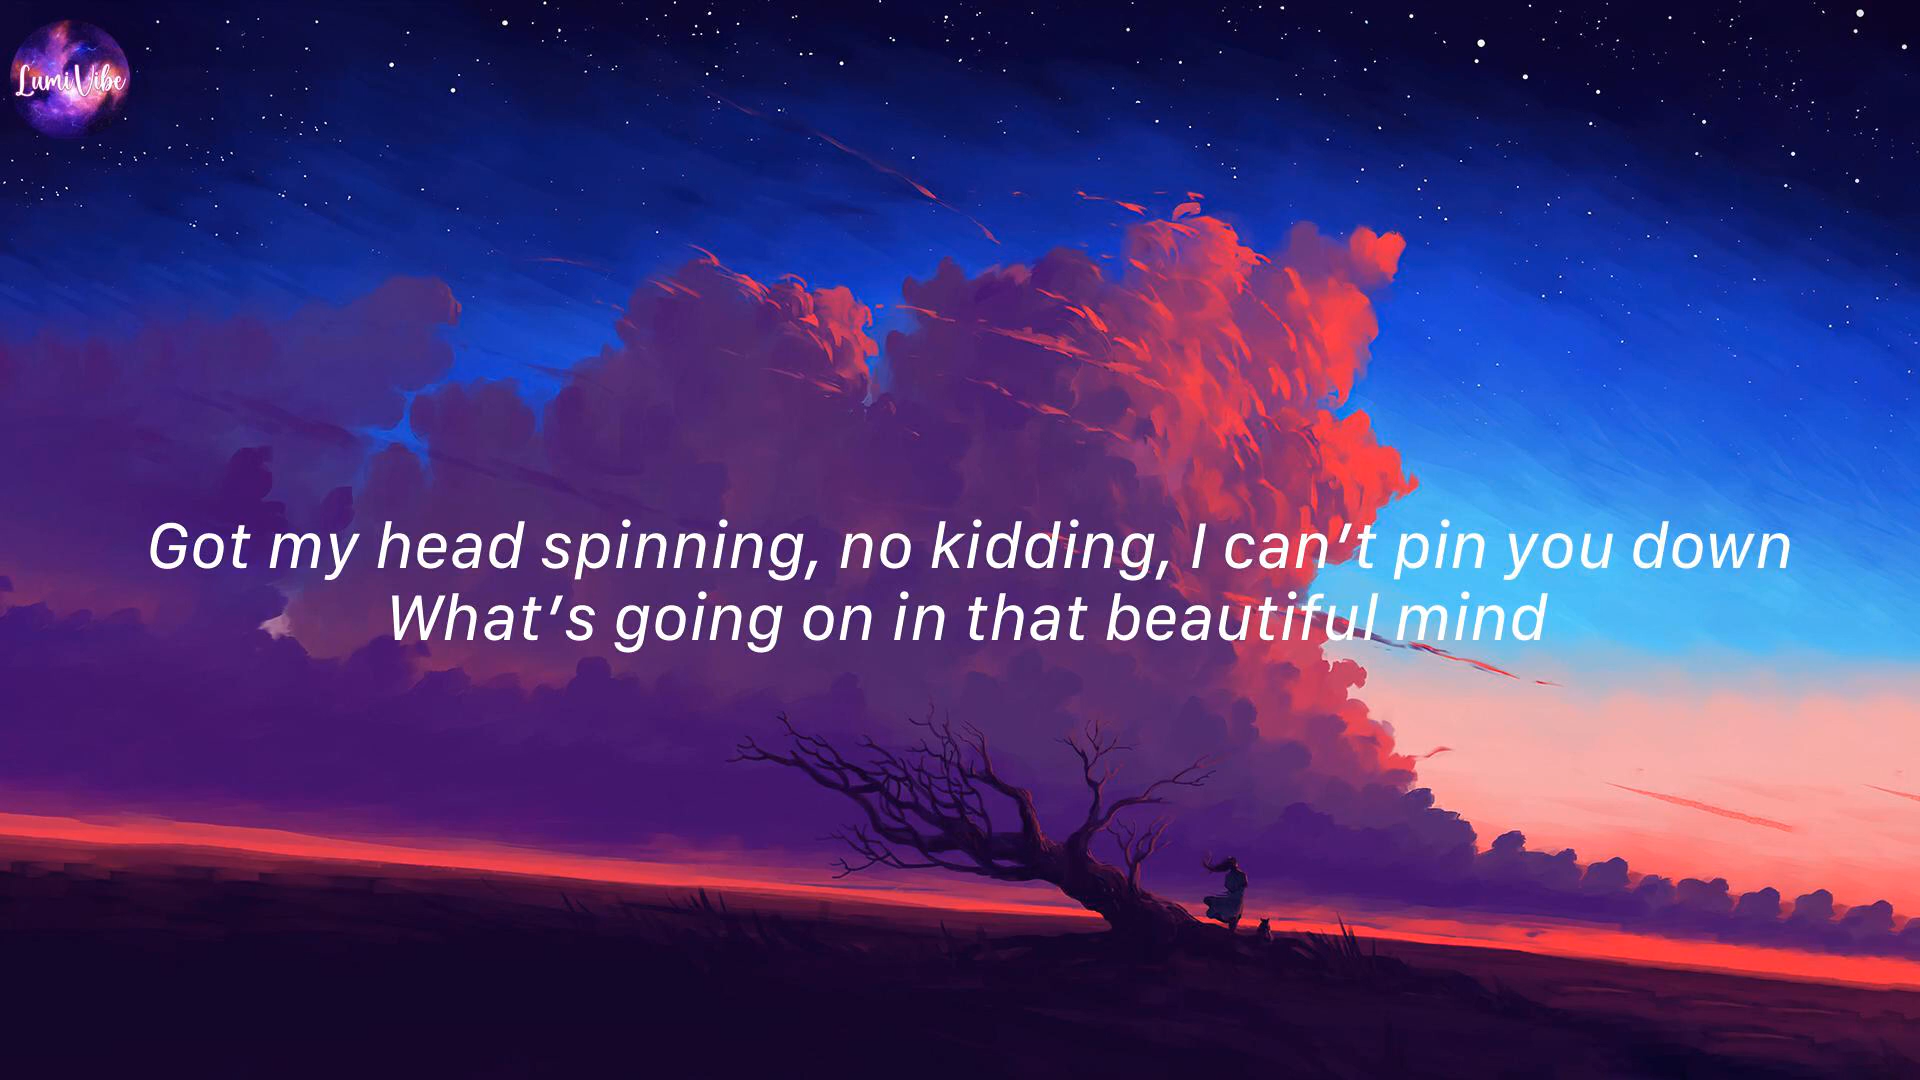 LumiVibe
Got my head spinning, no kidding, I can't pin you down
What's going on in that beautiful mind